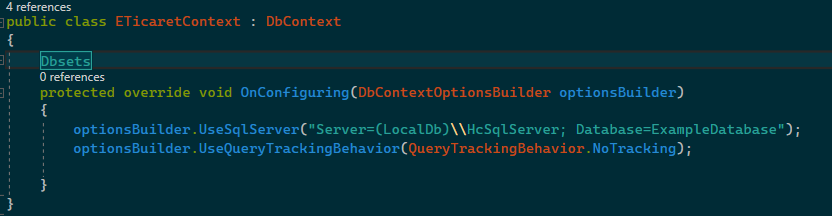 4 references
public class ETicaretContext : DbContext
{
Dbsets
0 references
protected override void OnConfiguring(DbContextOptionsBuilder optionsBuilder)
{
optionsBuilder.UseSqlServer("Server=(LocalDb)\\HcSqlServer; Database=ExampleDatabase");
optionsBuilder.UseQueryTrackingBehavior(QueryTrackingBehavior.NoTracking);
}
}